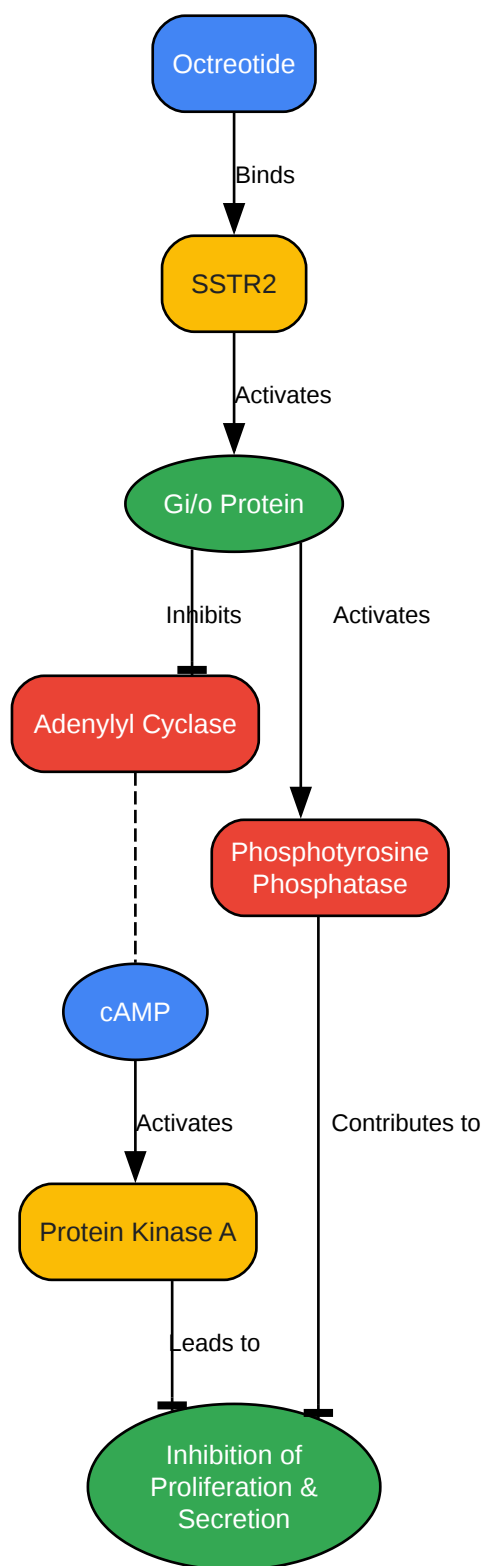 Octreotide
Binds
SSTR2
Activates
Gi/o Protein
Inhibits
Activates
Adenylyl Cyclase
Phosphotyrosine
Phosphatase
cAMP
Activates
Contributes to
Protein Kinase A
Leads to
Inhibition of
Proliferation &
Secretion